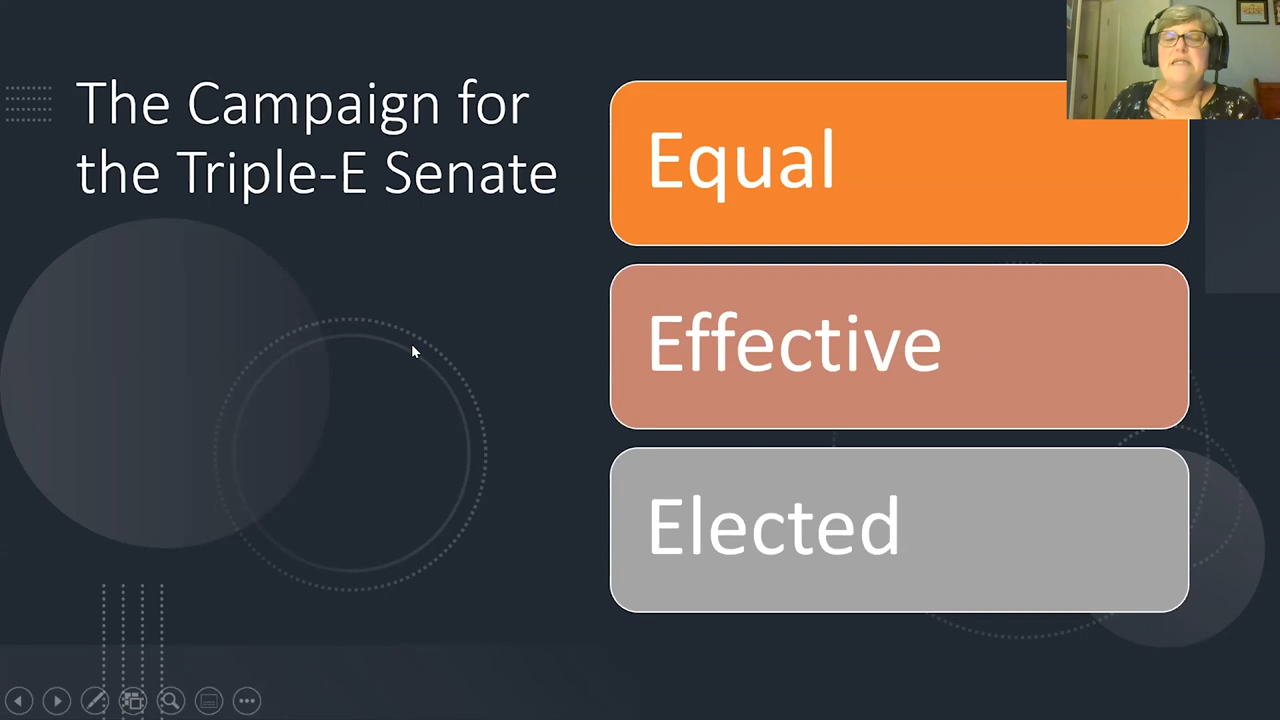 The Campaign for
the Triple-E Senate
Equal
Effective
Elected